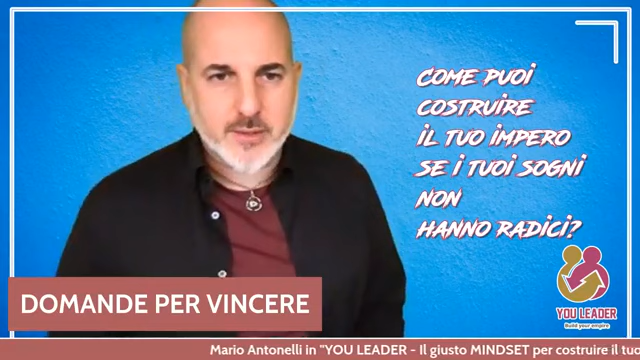 COME PUOI
COSTRUIRE
IL TUO IMPERO
SE I TUOI SOGNI
NON
HANNO RADICI?
DOMANDE PER VINCERE
YOU LEADER
Build your empire
Mario Antonelli in "YOU LEADER - Il giusto MINDSET per costruire il tuo